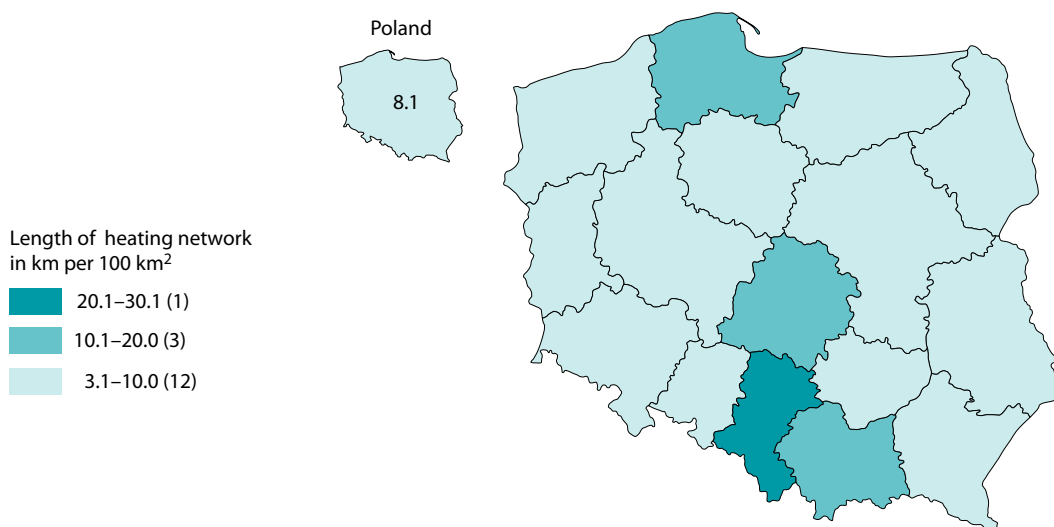 Poland
8.1
Length of heating network
in km per 100 km²
20.1–30.1 (1)
10.1–20.0 (3)
3.1–10.0 (12)